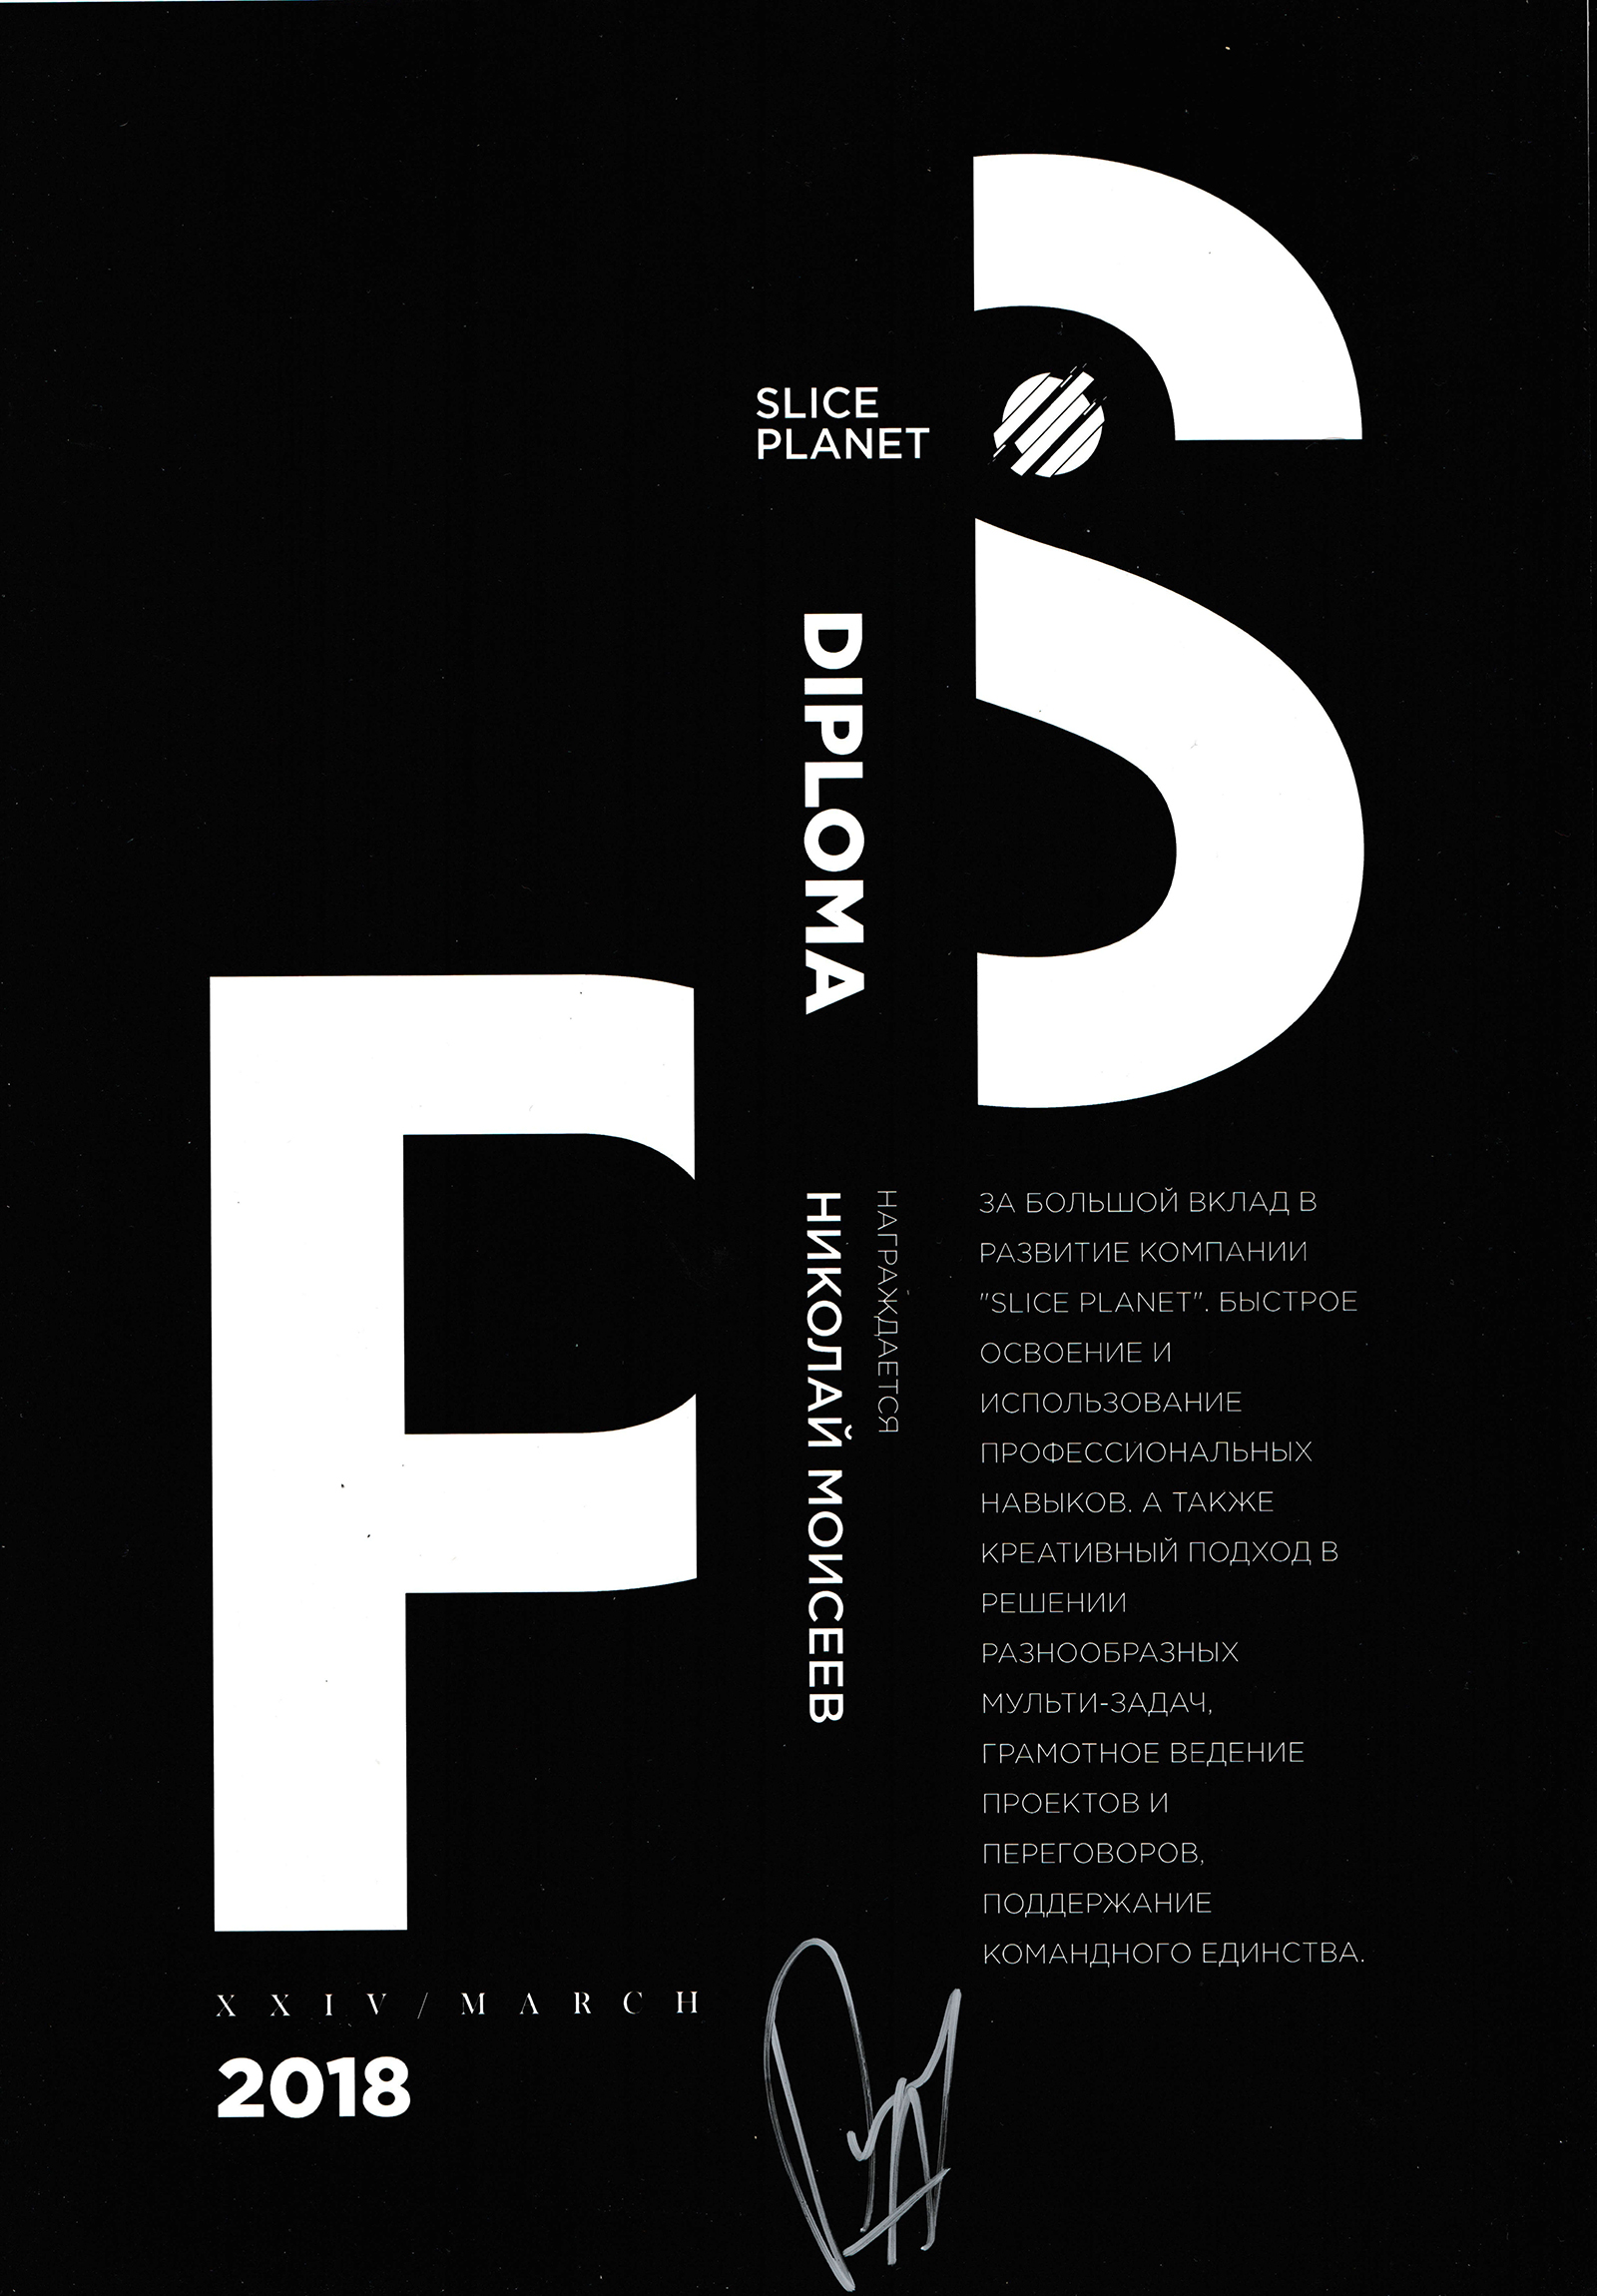 SLICE
PLANET
DIPLOMA
НАГРАЖДАЕТСЯ
НИКОЛАЙ МОИСЕЕВ
ЗА БОЛЬШОЙ ВКЛАД В
РАЗВИТИЕ КОМПАНИИ
"SLICE PLANET". БЫСТРОЕ
ОСВОЕНИЕ И
ИСПОЛЬЗОВАНИЕ
ПРОФЕССИОНАЛЬНЫХ
НАВЫКОВ. А ТАКЖЕ
КРЕАТИВНЫЙ ПОДХОД В
РЕШЕНИИ
РАЗНООБРАЗНЫХ
МУЛЬТИ-ЗАДАЧ,
ГРАМОТНОЕ ВЕДЕНИЕ
ПРОЕКТОВ И
ПЕРЕГОВОРОВ,
ПОДДЕРЖАНИЕ
КОМАНДНОГО ЕДИНСТВА.
XXIV/MARCH
2018